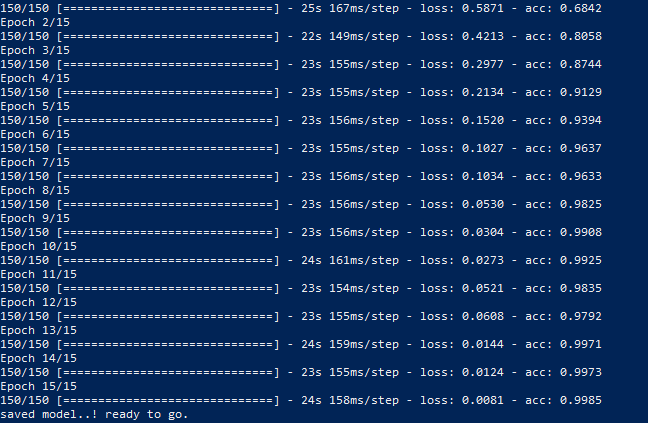 150/150 [==============================] - 25s 167ms/step - loss: 0.5871 - acc: 0.6842
Epoch 2/15
150/150 [==============================] - 22s 149ms/step - loss: 0.4213 - acc: 0.8058
Epoch 3/15
150/150 [==============================] - 23s 155ms/step - loss: 0.2977 - acc: 0.8744
Epoch 4/15
150/150 [==============================] - 23s 155ms/step - loss: 0.2134 - acc: 0.9129
Epoch 5/15
150/150 [==============================] - 23s 156ms/step - loss: 0.1520 - acc: 0.9394
Epoch 6/15
150/150 [==============================] - 23s 155ms/step - loss: 0.1027 - acc: 0.9637
Epoch 7/15
150/150 [==============================] - 23s 156ms/step - loss: 0.1034 - acc: 0.9633
Epoch 8/15
150/150 [==============================] - 23s 156ms/step - loss: 0.0530 - acc: 0.9825
Epoch 9/15
150/150 [==============================] - 23s 156ms/step - loss: 0.0304 - acc: 0.9908
Epoch 10/15
150/150 [==============================] - 24s 161ms/step - loss: 0.0273 - acc: 0.9925
Epoch 11/15
150/150 [==============================] - 23s 154ms/step - loss: 0.0521 - acc: 0.9835
Epoch 12/15
150/150 [==============================] - 23s 155ms/step - loss: 0.0608 - acc: 0.9792
Epoch 13/15
150/150 [==============================] - 24s 159ms/step - loss: 0.0144 - acc: 0.9971
Epoch 14/15
150/150 [==============================] - 23s 155ms/step - loss: 0.0124 - acc: 0.9973
Epoch 15/15
150/150 [==============================] - 24s 158ms/step - loss: 0.0081 - acc: 0.9985
saved model..! ready to go.